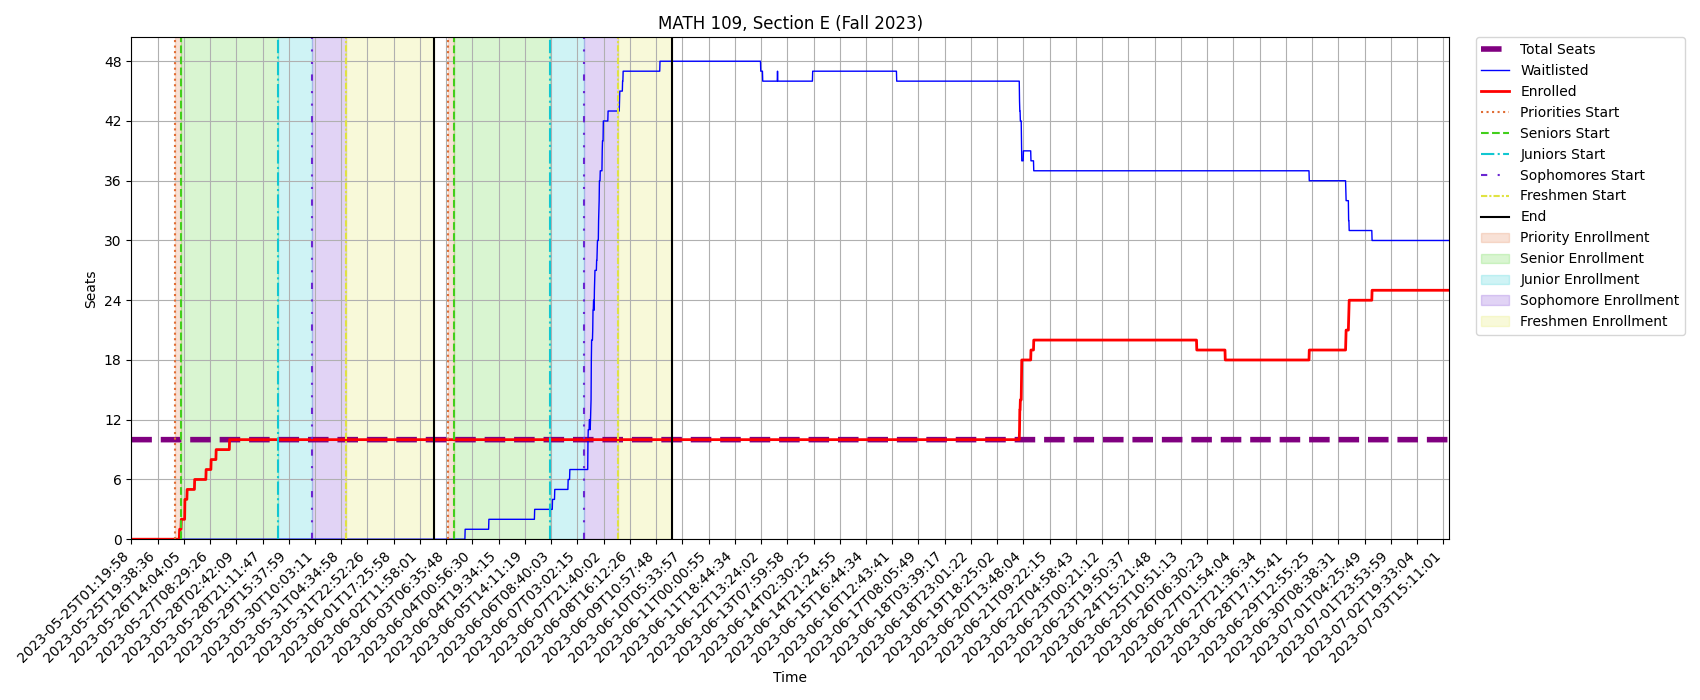 MATH 109, Section E (Fall 2023)
Seats
48
42
36
30
24
18
12
6
0
2023-05-25T01:19:58
2023-05-25T19:38:36
2023-05-26T14:04:05
2023-05-27T08:29:26
2023-05-28T02:42:09
2023-05-28T21:11:47
2023-05-29T15:37:59
2023-05-30T10:03:11
2023-05-31T04:34:58
2023-05-31T22:52:26
2023-06-01T17:25:58
2023-06-02T11:58:01
2023-06-03T06:35:48
2023-06-04T00:56:30
2023-06-04T19:34:15
2023-06-05T14:11:19
2023-06-06T08:40:03
2023-06-07T03:02:15
2023-06-07T21:40:02
2023-06-08T16:12:26
2023-06-09T10:57:48
2023-06-10T05:33:57
2023-06-11T00:00:55
2023-06-11T18:44:34
2023-06-12T13:24:02
2023-06-13T07:59:58
2023-06-14T02:30:25
2023-06-14T21:24:55
2023-06-15T16:44:34
2023-06-16T12:43:41
2023-06-17T08:05:49
2023-06-18T03:39:17
2023-06-18T23:01:22
2023-06-19T18:25:02
2023-06-20T13:48:04
2023-06-21T09:22:15
2023-06-22T04:58:43
2023-06-23T00:21:12
2023-06-23T19:50:37
2023-06-24T15:21:48
2023-06-25T10:51:13
2023-06-26T06:30:23
2023-06-27T01:54:04
2023-06-27T21:36:34
2023-06-28T17:15:41
2023-06-29T12:55:25
2023-06-30T08:38:31
2023-07-01T04:25:49
2023-07-01T23:53:59
2023-07-02T19:33:04
2023-07-03T15:11:01
Time
Total Seats
Waitlisted
Enrolled
Priorities Start
Seniors Start
Juniors Start
Sophomores Start
Freshmen Start
End
Priority Enrollment
Senior Enrollment
Junior Enrollment
Sophomore Enrollment
Freshmen Enrollment